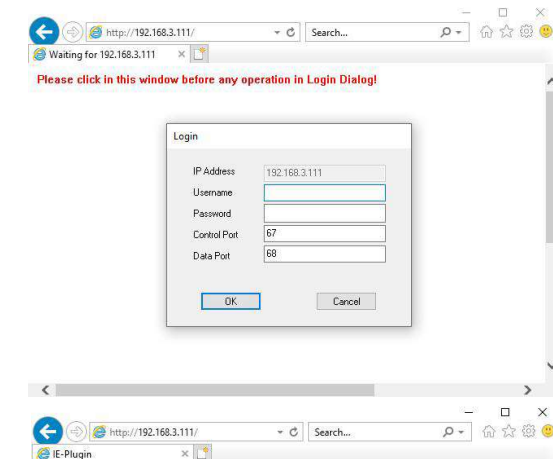 http://192.168.3.111/
Search...
Waiting for 192.168.3.111
Please click in this window before any operation in Login Dialog!
Login
IP Address 192.168.3.111
Username
Password
Control Port 67
Data Port 68
OK Cancel
http://192.168.3.111/
Search...
IE-Plugin